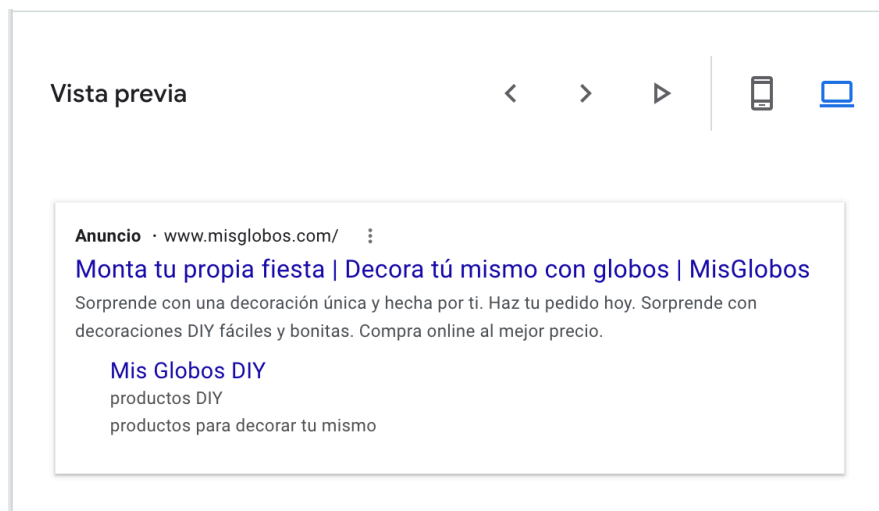 Vista previa
Anuncio · www.misglobos.com/
Monta tu propia fiesta | Decora tú mismo con globos | MisGlobos
Sorprende con una decoración única y hecha por ti. Haz tu pedido hoy. Sorprende con
decoraciones DIY fáciles y bonitas. Compra online al mejor precio.
Mis Globos DIY
productos DIY
productos para decorar tu mismo